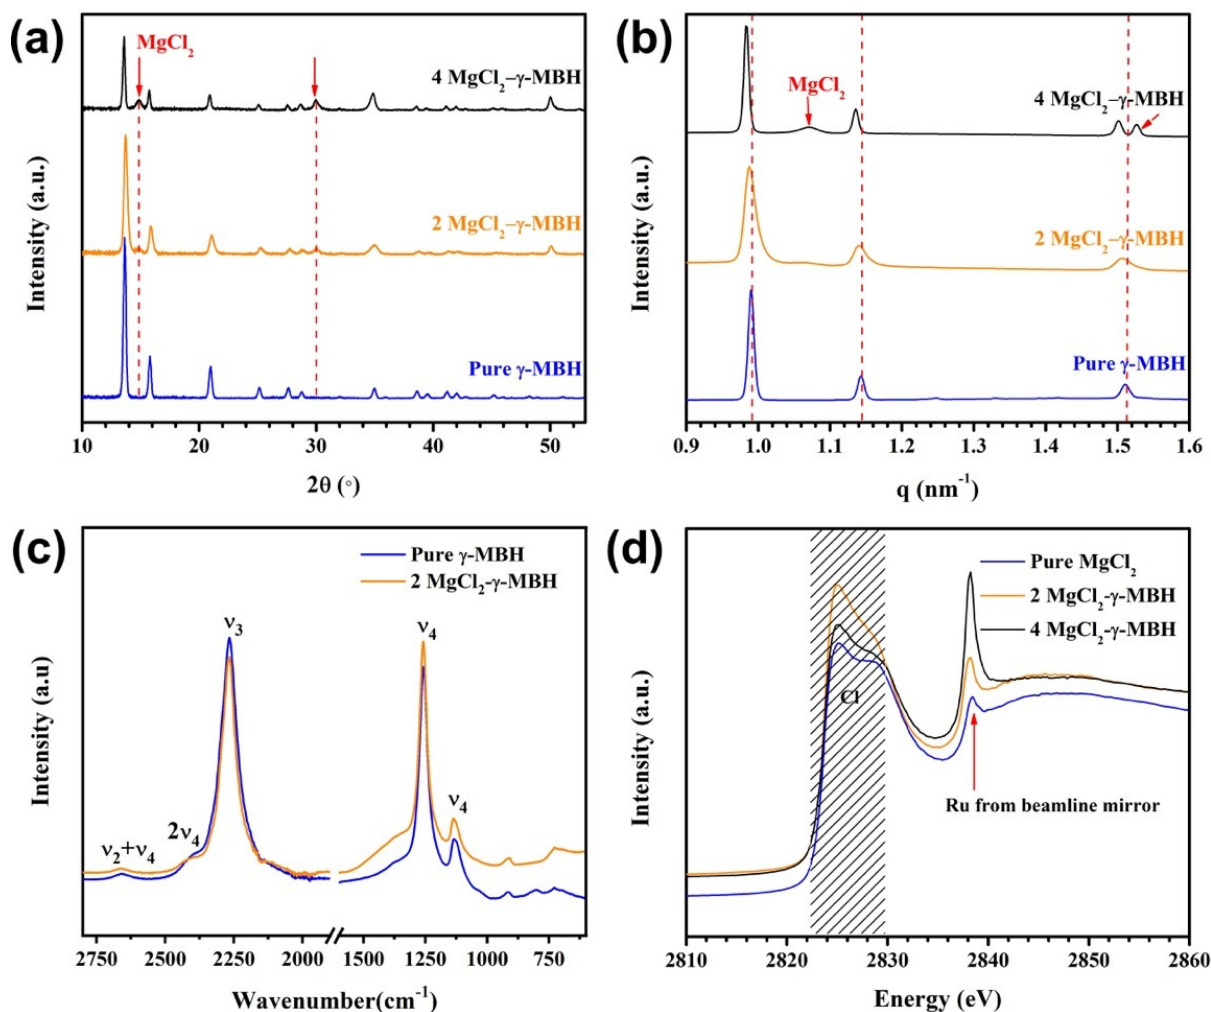 (a)
MgCl₂
4 MgCl₂–γ-MBH
2 MgCl₂–γ-MBH
Pure γ-MBH
Intensity (a.u.)
10 20 30 40 50
2θ (°)
(b)
MgCl₂
4 MgCl₂–γ-MBH
2 MgCl₂–γ-MBH
Pure γ-MBH
Intensity (a.u.)
0.9 1.0 1.1 1.2 1.3 1.4 1.5 1.6
q (nm⁻¹)
(c)
Pure γ-MBH
2 MgCl₂-γ-MBH
ν₃
ν₄
ν₄
2ν₄
ν₂+ν₄
Intensity (a.u)
2750 2500 2250 2000 1500 1250 1000 750
Wavenumber(cm⁻¹)
(d)
Pure MgCl₂
2 MgCl₂-γ-MBH
4 MgCl₂-γ-MBH
Cl
Ru from beamline mirror
Intensity (a.u.)
2810 2820 2830 2840 2850 2860
Energy (eV)